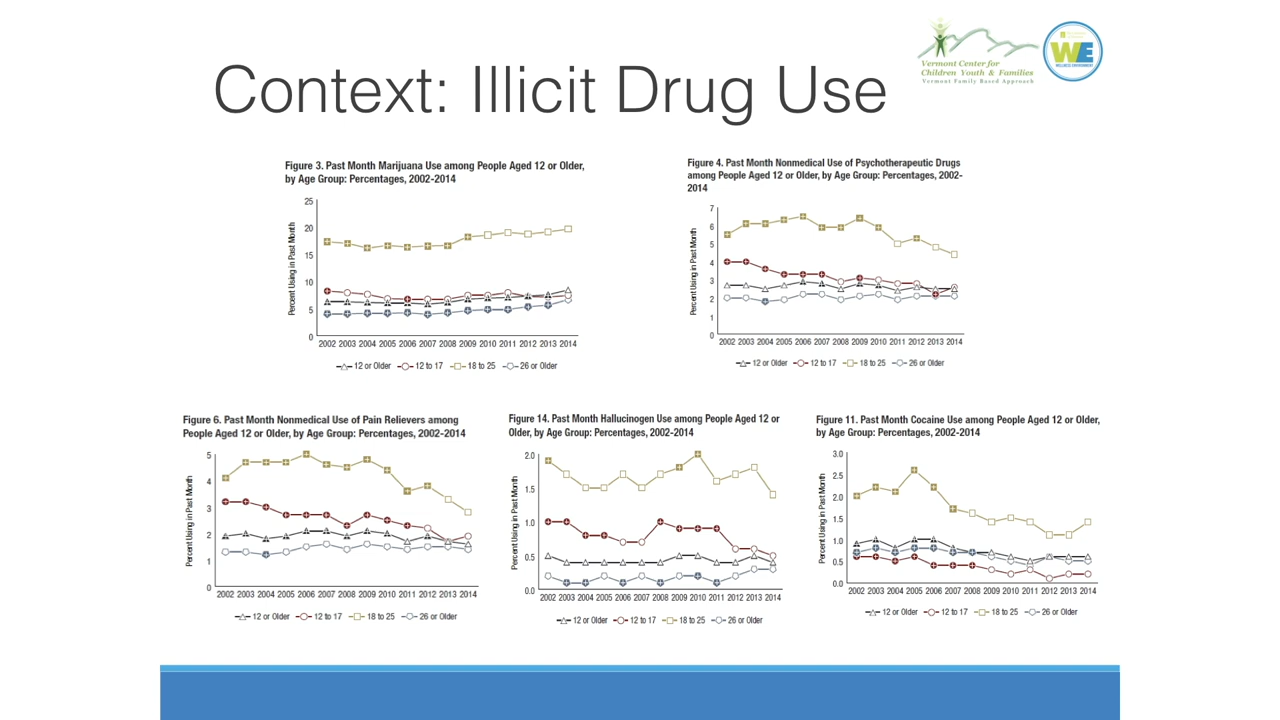 Vermont Center for
Children Youth & Families
Vermont Family Based Approach
WE
Context: Illicit Drug Use
Figure 3. Past Month Marijuana Use among People Aged 12 or Older,
by Age Group: Percentages, 2002-2014
Percent Using in Past Month
25
20
15
10
5
0
2002 2003 2004 2005 2006 2007 2008 2009 2010 2011 2012 2013 2014
12 or Older 12 to 17 18 to 25 26 or Older
Figure 4. Past Month Nonmedical Use of Psychotherapeutic Drugs
among People Aged 12 or Older, by Age Group: Percentages, 2002-
2014
Percent Using in Past Month
7
6
5
4
3
2
1
0
2002 2003 2004 2005 2006 2007 2008 2009 2010 2011 2012 2013 2014
12 or Older 12 to 17 18 to 25 26 or Older
Figure 6. Past Month Nonmedical Use of Pain Relievers among
People Aged 12 or Older, by Age Group: Percentages, 2002-2014
Percent Using in Past Month
5
4
3
2
1
0
2002 2003 2004 2005 2006 2007 2008 2009 2010 2011 2012 2013 2014
12 or Older 12 to 17 18 to 25 26 or Older
Figure 14. Past Month Hallucinogen Use among People Aged 12 or
Older, by Age Group: Percentages, 2002-2014
Percent Using in Past Month
2.0
1.5
1.0
0.5
0.0
2002 2003 2004 2005 2006 2007 2008 2009 2010 2011 2012 2013 2014
12 or Older 12 to 17 18 to 25 26 or Older
Figure 11. Past Month Cocaine Use among People Aged 12 or Older,
by Age Group: Percentages, 2002-2014
Percent Using in Past Month
3.0
2.5
2.0
1.5
1.0
0.5
0.0
2002 2003 2004 2005 2006 2007 2008 2009 2010 2011 2012 2013 2014
12 or Older 12 to 17 18 to 25 26 or Older